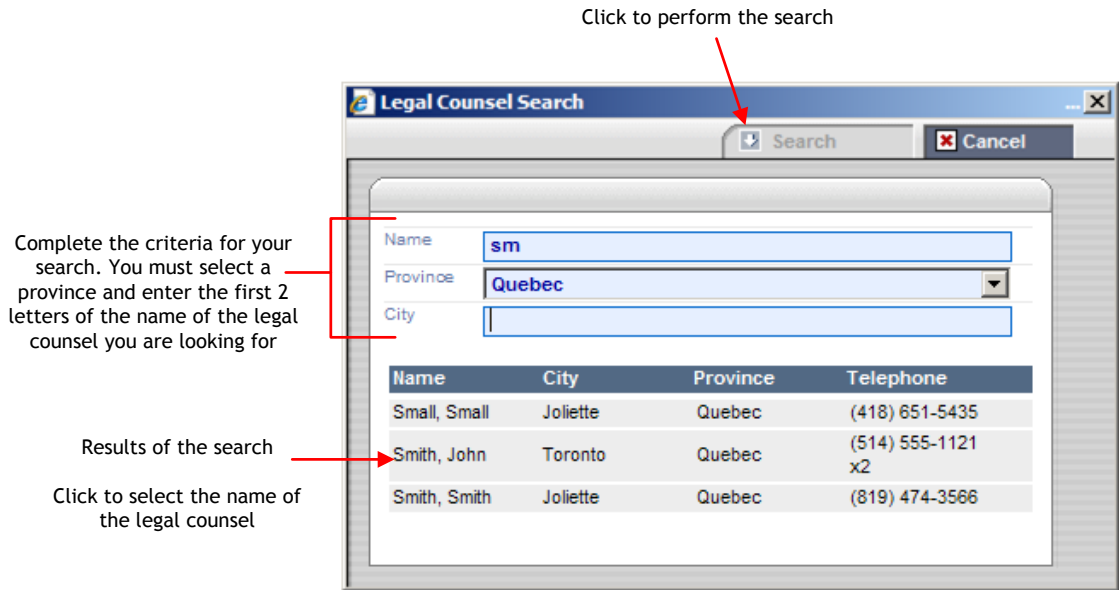 Click to perform the search
Legal Counsel Search ...
Search Cancel
Complete the criteria for your
search. You must select a
province and enter the first 2
letters of the name of the legal
counsel you are looking for
Name sm
Province Quebec
City
Name City Province Telephone
Small, Small Joliette Quebec (418) 651-5435
Smith, John Toronto Quebec (514) 555-1121
x2
Smith, Smith Joliette Quebec (819) 474-3566
Results of the search
Click to select the name of
the legal counsel